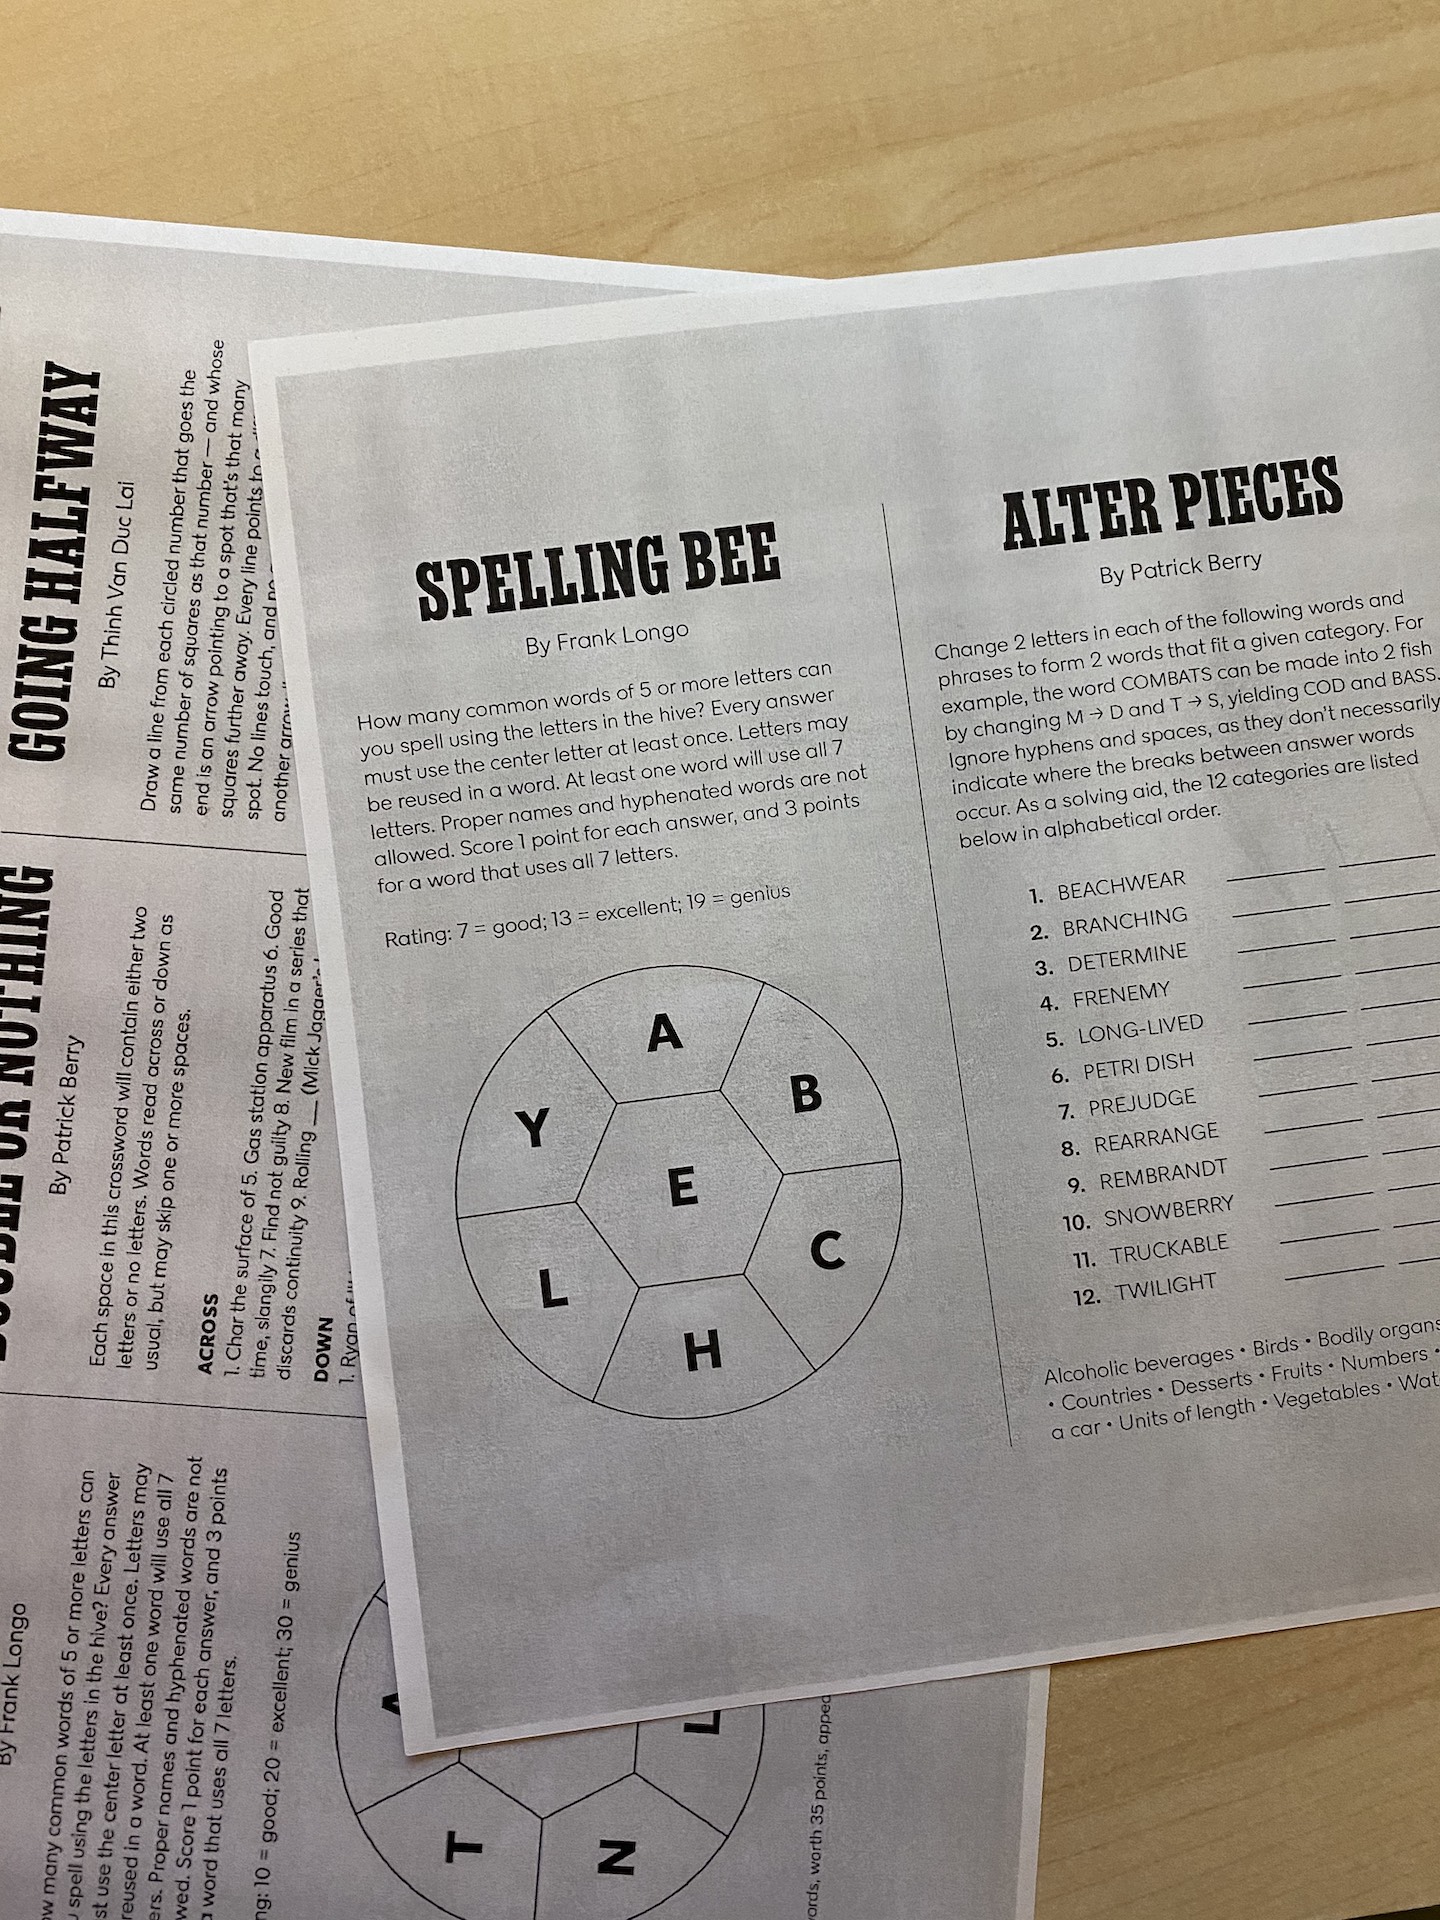 SPELLING BEE
By Frank Longo
How many common words of 5 or more letters can
you spell using the letters in the hive? Every answer
must use the center letter at least once. Letters may
be reused in a word. At least one word will use all 7
letters. Proper names and hyphenated words are not
allowed. Score 1 point for each answer, and 3 points
for a word that uses all 7 letters.
Rating: 7 = good; 13 = excellent; 19 = genius
A
B
Y
E
C
L
H
ALTER PIECES
By Patrick Berry
Change 2 letters in each of the following words and
phrases to form 2 words that fit a given category. For
example, the word COMBATS can be made into 2 fish
by changing M → D and T → S, yielding COD and BASS.
Ignore hyphens and spaces, as they don't necessarily
indicate where the breaks between answer words
occur. As a solving aid, the 12 categories are listed
below in alphabetical order.
1. BEACHWEAR
2. BRANCHING
3. DETERMINE
4. FRENEMY
5. LONG-LIVED
6. PETRI DISH
7. PREJUDGE
8. REARRANGE
9. REMBRANDT
10. SNOWBERRY
11. TRUCKABLE
12. TWILIGHT
Alcoholic beverages • Birds • Bodily organs
• Countries • Desserts • Fruits • Numbers •
a car • Units of length • Vegetables • Wat
GOING HALFWAY
By Thinh Van Duc Lai
Draw a line from each circled number that goes the
same number of squares as that number — and whose
end is an arrow pointing to a spot that's that many
squares further away. Every line points to a
spot. No lines touch, and no
another arrow
OR NOTHING
By Patrick Berry
Each space in this crossword will contain either two
letters or no letters. Words read across or down as
usual, but may skip one or more spaces.
ACROSS
1. Char the surface of 5. Gas station apparatus 6. Good
time, slangily 7. Find not guilty 8. New film in a series that
discards continuity 9. Rolling ___ (Mick Jagger's
DOWN
1. Ryan of
By Frank Longo
ow many common words of 5 or more letters can
u spell using the letters in the hive? Every answer
st use the center letter at least once. Letters may
reused in a word. At least one word will use all 7
ers. Proper names and hyphenated words are not
wed. Score 1 point for each answer, and 3 points
a word that uses all 7 letters.
ng: 10 = good; 20 = excellent; 30 = genius
A
L
T
N
ords, worth 35 points, appea